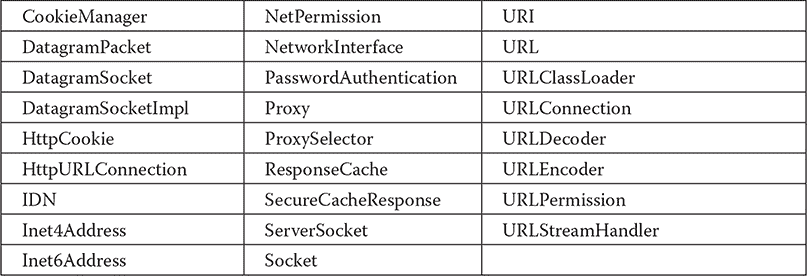 CookieManager NetPermission URI
DatagramPacket NetworkInterface URL
DatagramSocket PasswordAuthentication URLClassLoader
DatagramSocketImpl Proxy URLConnection
HttpCookie ProxySelector URLDecoder
HttpURLConnection ResponseCache URLEncoder
IDN SecureCacheResponse URLPermission
Inet4Address ServerSocket URLStreamHandler
Inet6Address Socket